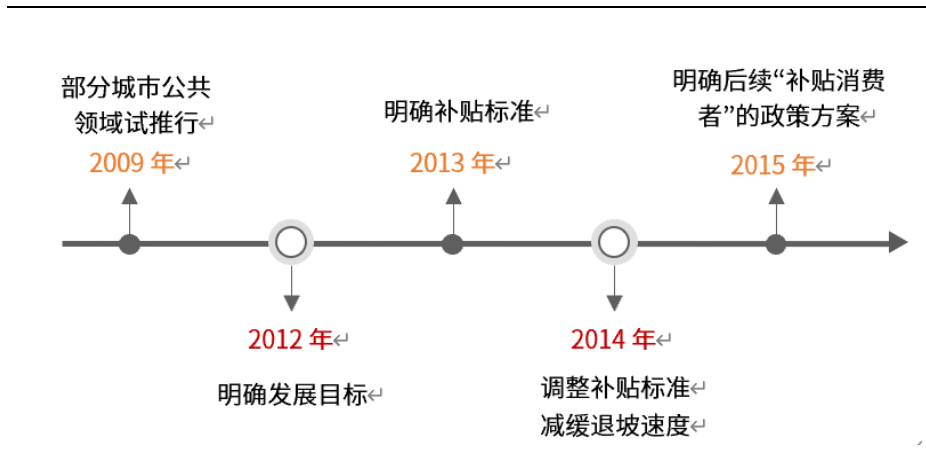 部分城市公共
领域试推行↵
2009 年↵
明确补贴标准↵
2013 年↵
明确后续“补贴消费
者”的政策方案↵
2015 年↵
2012 年↵
明确发展目标↵
2014 年↵
调整补贴标准↵
减缓退坡速度↵